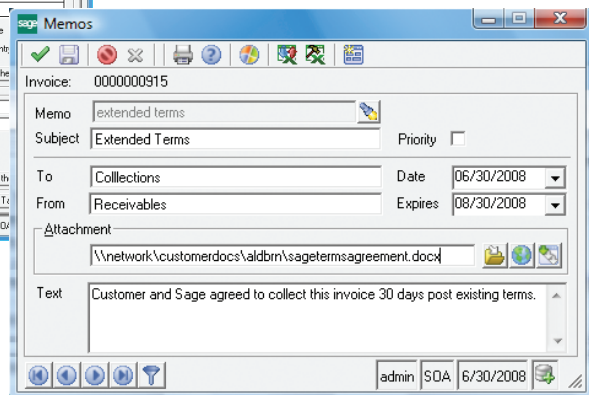 sage Memos
Invoice: 0000000915
Memo extended terms
Subject Extended Terms Priority
To Colllections Date 06/30/2008
From Receivables Expires 08/30/2008
Attachment
\\network\customerdocs\aldbrn\sagetermsagreement.docx
Text Customer and Sage agreed to collect this invoice 30 days post existing terms.
admin SOA 6/30/2008